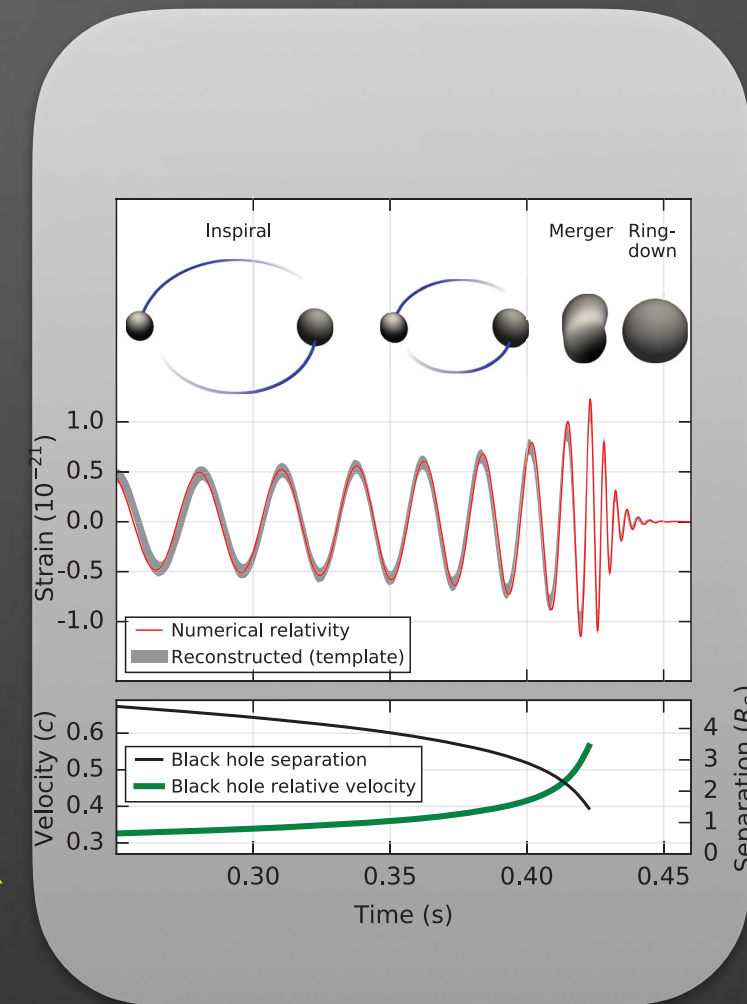 Inspiral
Merger
Ring-
down
1.0
0.5
0.0
-0.5
-1.0
Strain (10⁻²¹)
Numerical relativity
Reconstructed (template)
0.6
0.5
0.4
0.3
Velocity (c)
Black hole separation
Black hole relative velocity
4
3
2
1
0
Separation (
0.30 0.35 0.40 0.45
Time (s)